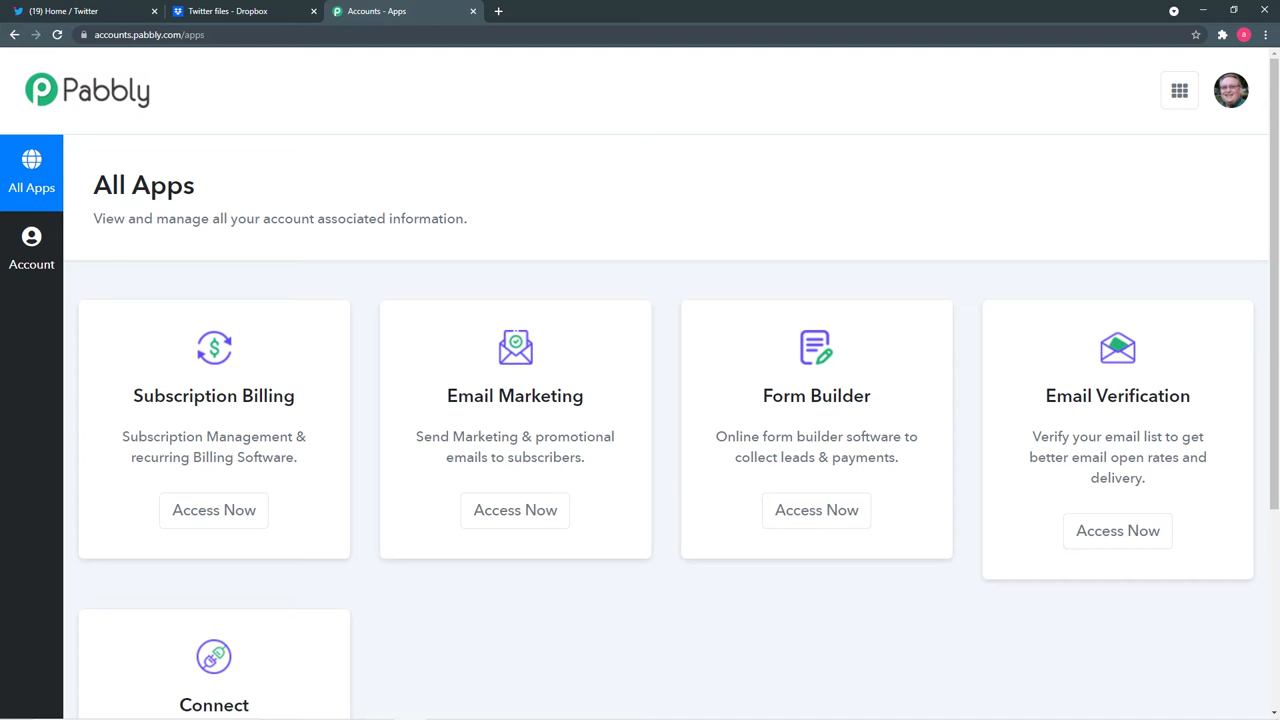 (19) Home / Twitter
Twitter files - Dropbox
Accounts - Apps
accounts.pabbly.com/apps
a
Pabbly
All Apps
Account
All Apps
View and manage all your account associated information.
Subscription Billing
Subscription Management &
recurring Billing Software.
Access Now
Email Marketing
Send Marketing & promotional
emails to subscribers.
Access Now
Form Builder
Online form builder software to
collect leads & payments.
Access Now
Email Verification
Verify your email list to get
better email open rates and
delivery.
Access Now
Connect